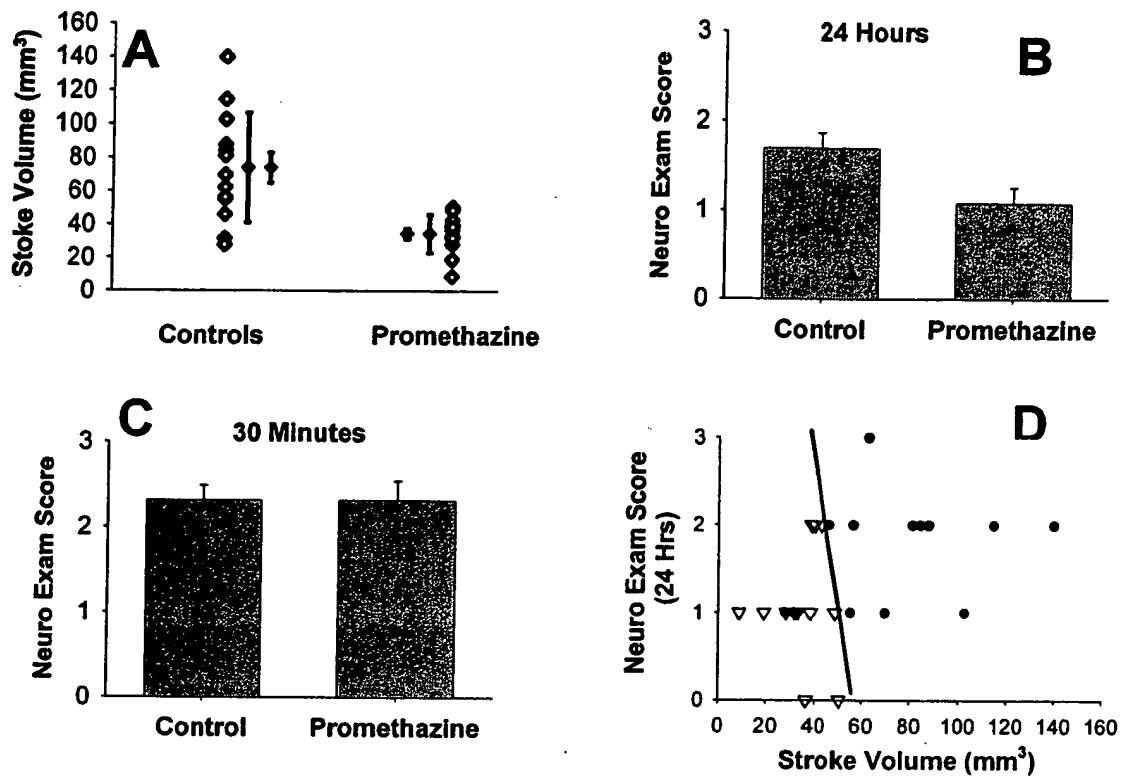 A
Stoke Volume (mm³)
160
140
120
100
80
60
40
20
0
Controls
Promethazine
24 Hours
B
Neuro Exam Score
3
2
1
0
Control
Promethazine
C
30 Minutes
Neuro Exam Score
3
2
1
0
Control
Promethazine
D
Neuro Exam Score
(24 Hrs)
3
2
1
0
0 20 40 60 80 100 120 140 160
Stroke Volume (mm³)